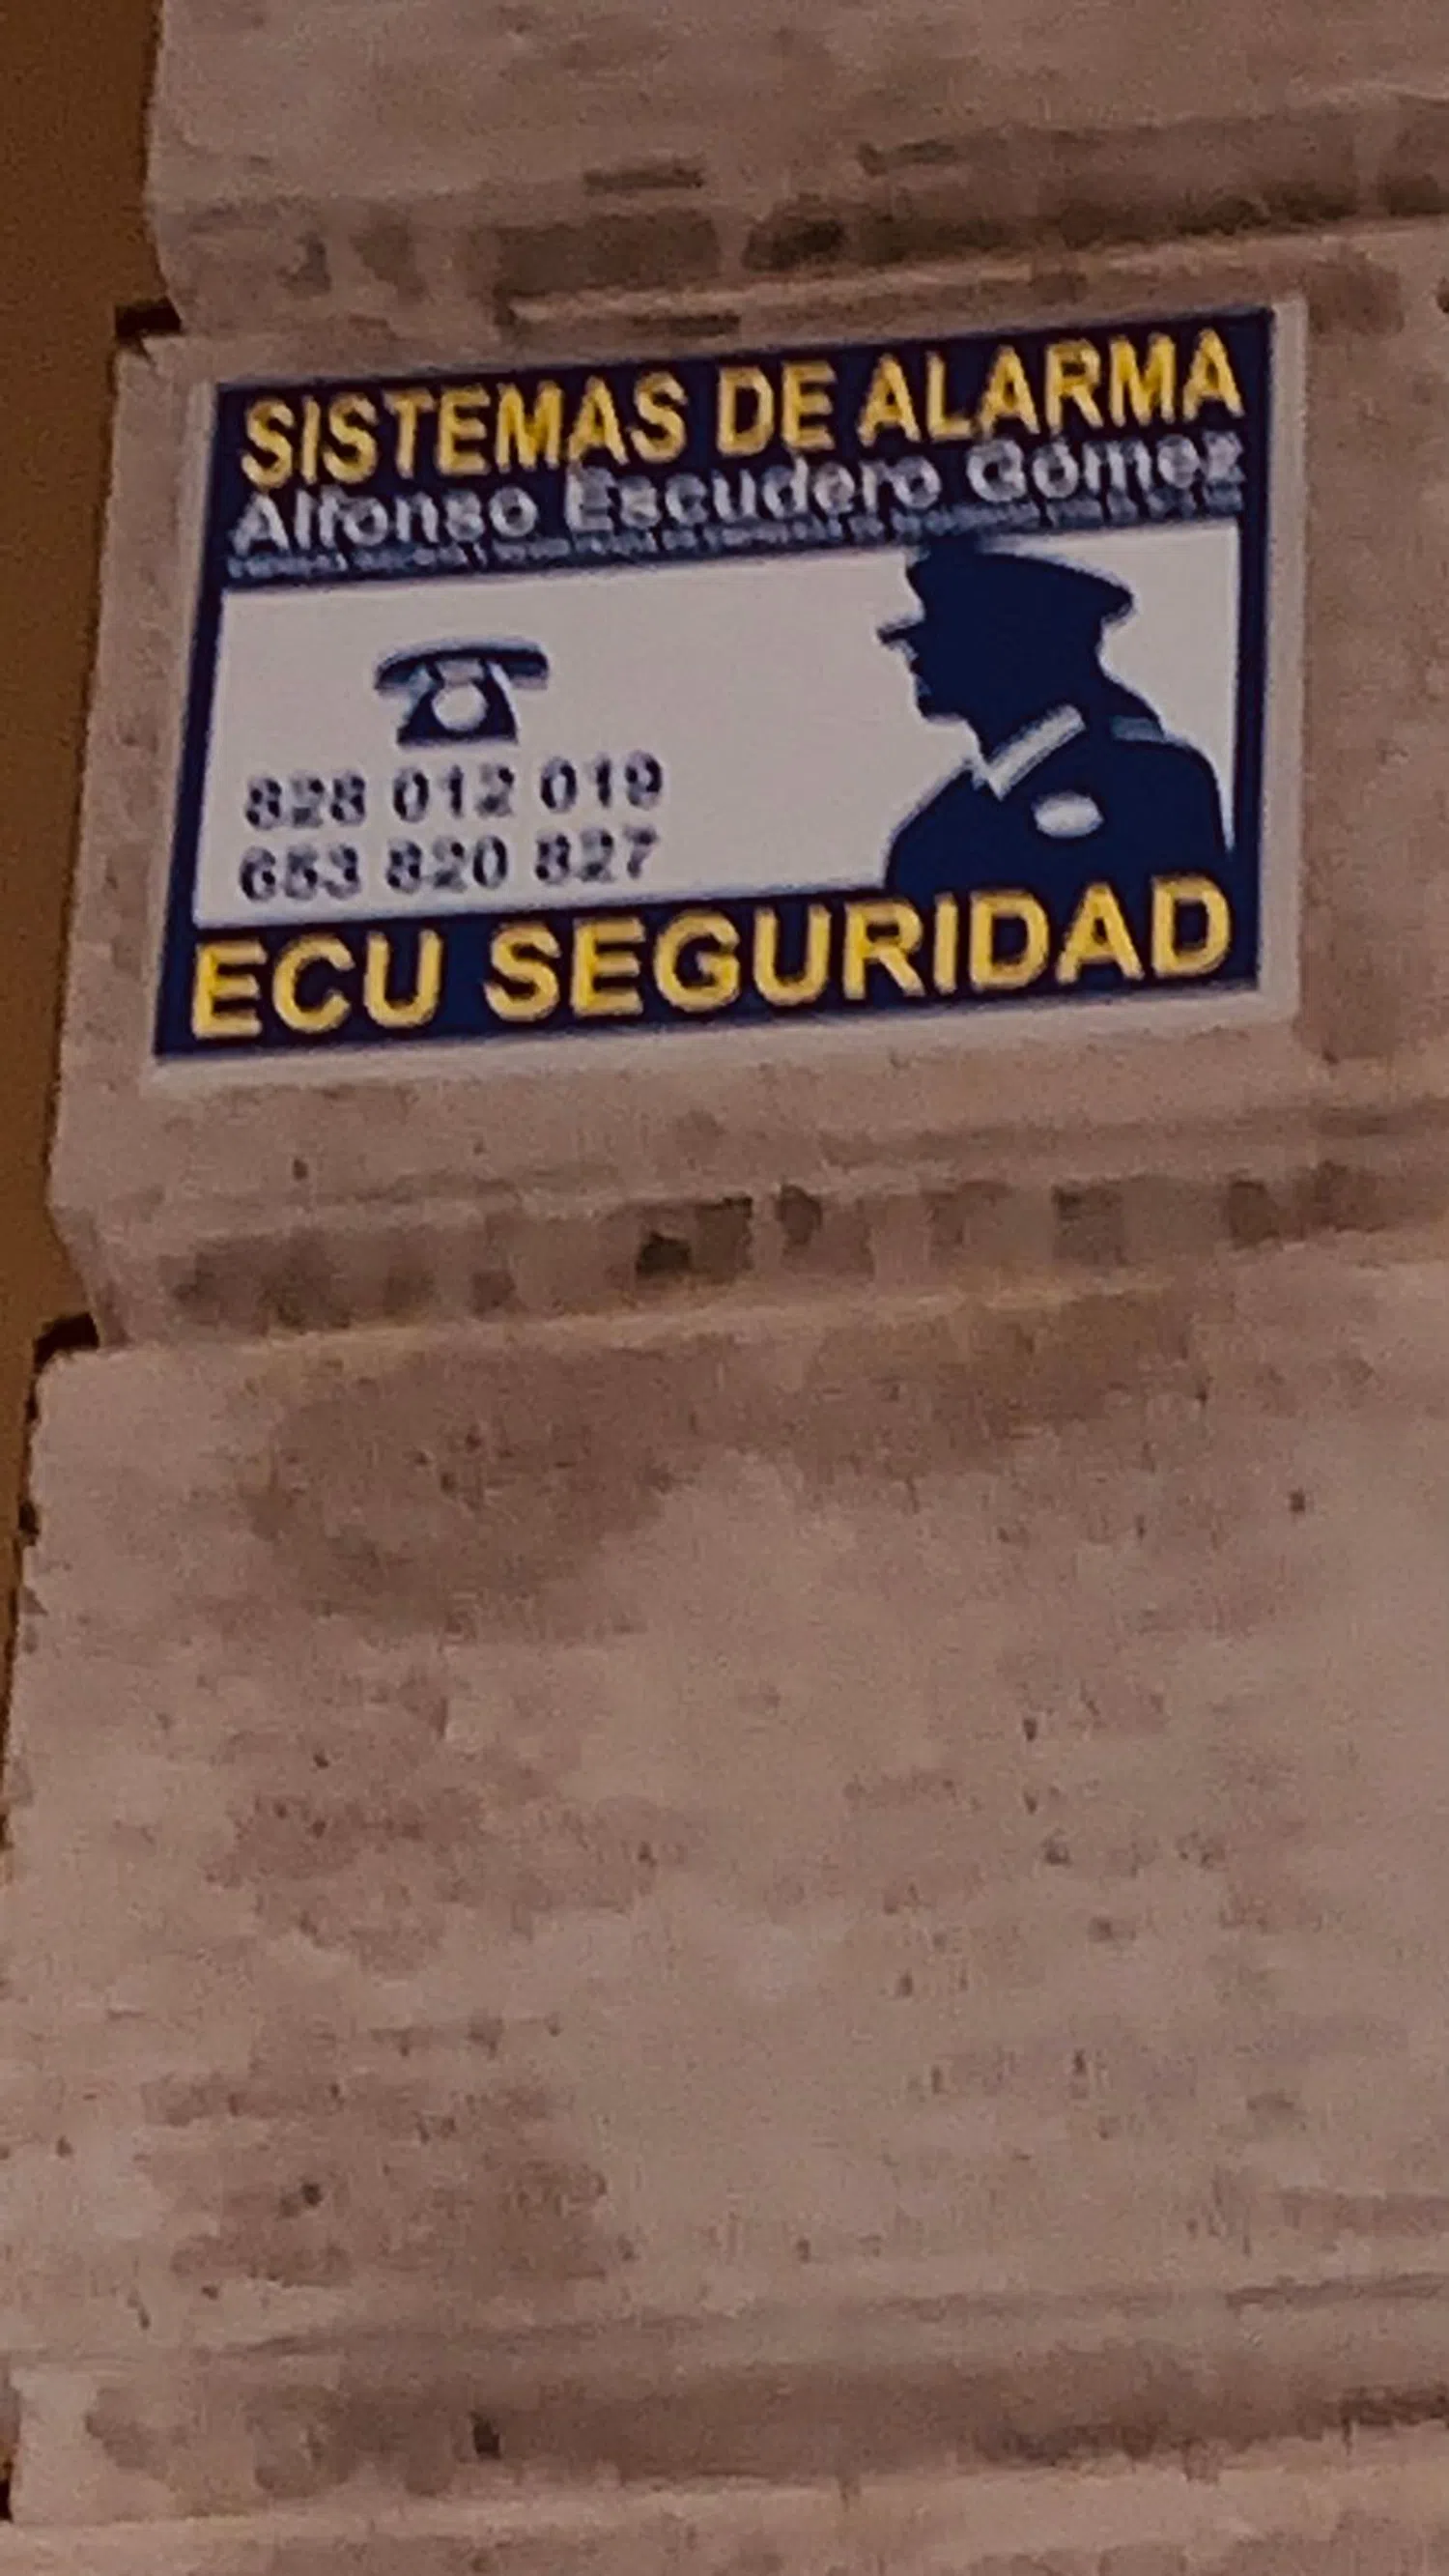 SISTEMAS DE ALARMA
Alfonso Escudero Gómez
828 012 019
653 820 827
ECU SEGURIDAD